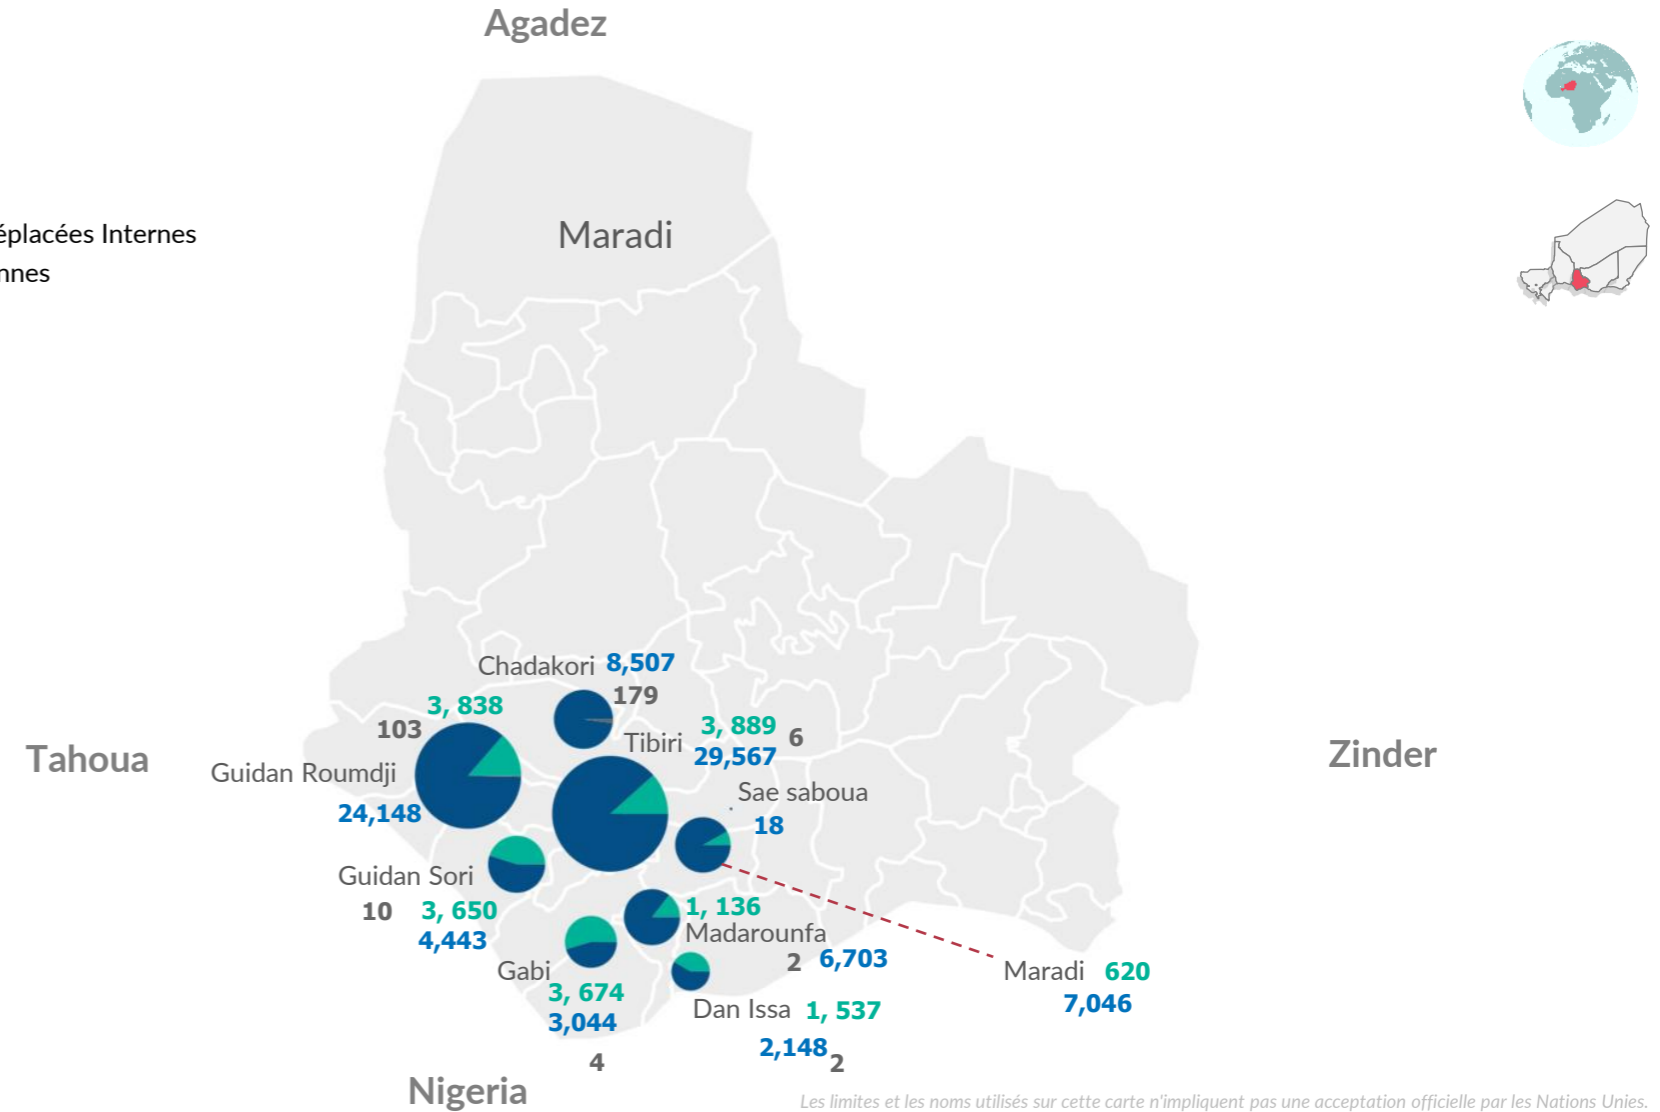 Agadez
éplacées Internes
nnes
Maradi
Chadakori 8,507
179
3, 838
103
Guidan Roumdji
24,148
Tibiri
3, 889
6
29,567
Sae saboua
18
Tahoua
Zinder
Guidan Sori
10
3, 650
4,443
1, 136
Madarounfa
2
6,703
Gabi
3, 674
3,044
4
Dan Issa 1, 537
2,148
2
Maradi 620
7,046
Nigeria
Les limites et les noms utilisés sur cette carte n'impliquent pas une acceptation officielle par les Nations Unies.